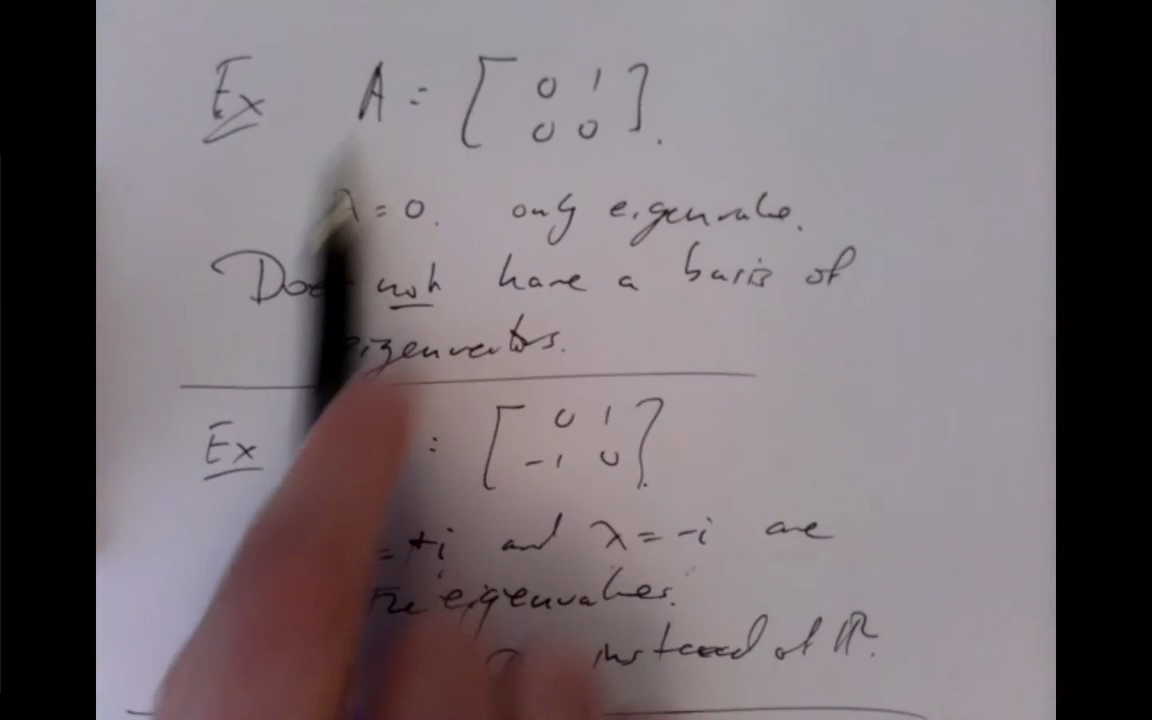 Ex A = [ 0 1
0 0 ].
λ = 0. only eigenvalue.
Does not have a basis of
eigenvectors.
Ex = [ 0 1
-1 0 ].
= +i and λ = -i are
the eigenvalues.
instead of ℝ.